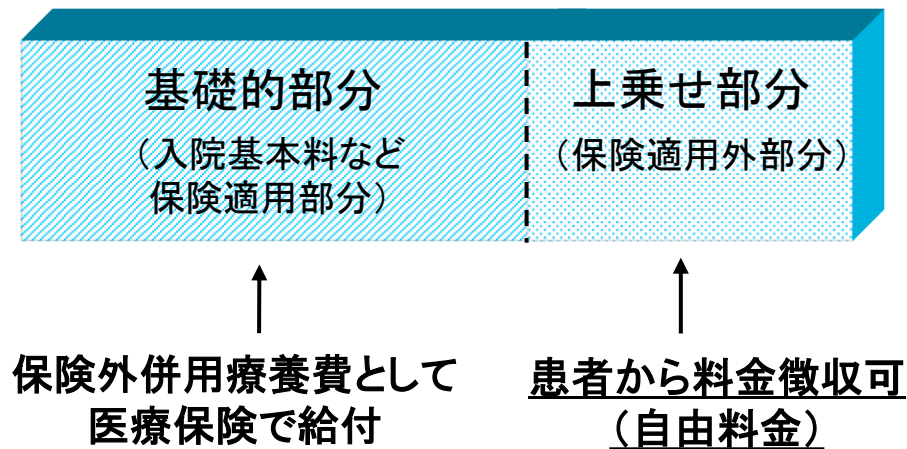 基礎的部分
(入院基本料など
保険適用部分)
上乗せ部分
(保険適用外部分)
保険外併用療養費として
医療保険で給付
患者から料金徴収可
(自由料金)